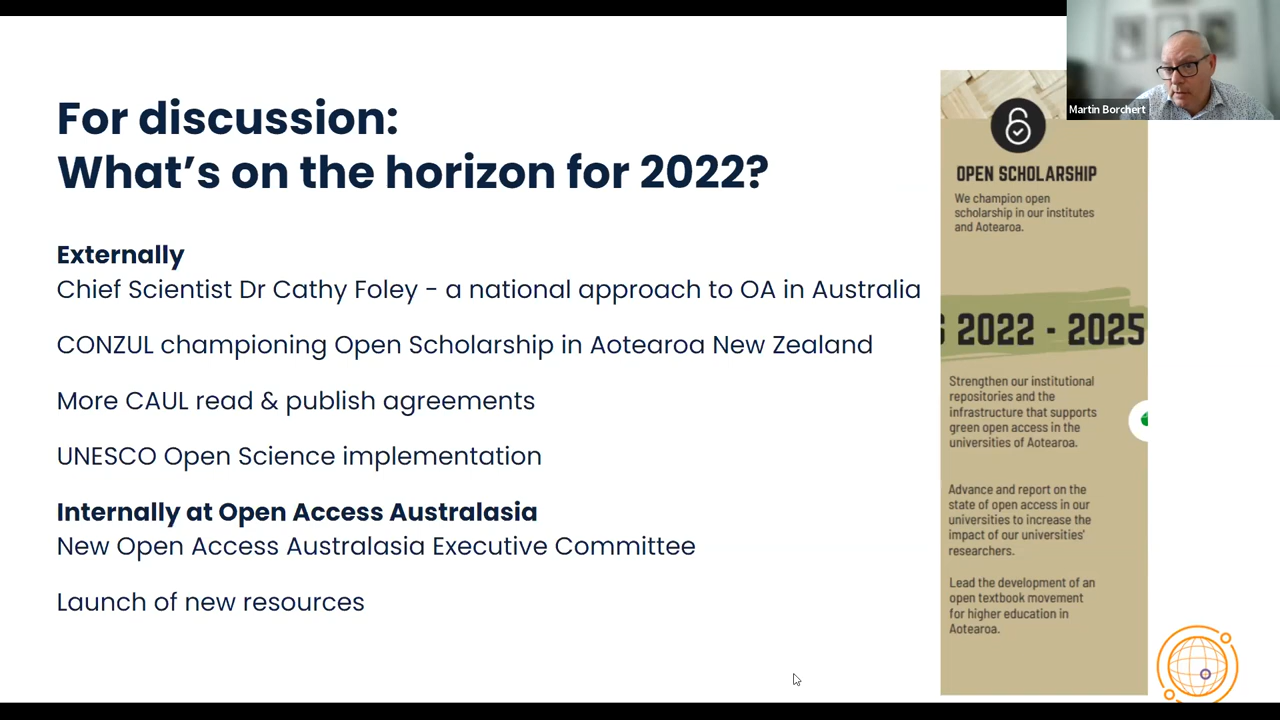 For discussion:
What's on the horizon for 2022?
Externally
Chief Scientist Dr Cathy Foley - a national approach to OA in Australia
CONZUL championing Open Scholarship in Aotearoa New Zealand
More CAUL read & publish agreements
UNESCO Open Science implementation
Internally at Open Access Australasia
New Open Access Australasia Executive Committee
Launch of new resources
Martin Borchert
OPEN SCHOLARSHIP
We champion open
scholarship in our institutes
and Aotearoa.
2022 - 2025
Strengthen our institutional
repositories and the
infrastructure that supports
green open access in the
universities of Aotearoa.
Advance and report on the
state of open access in our
universities to increase the
impact of our universities'
researchers.
Lead the development of an
open textbook movement
for higher education in
Aotearoa.